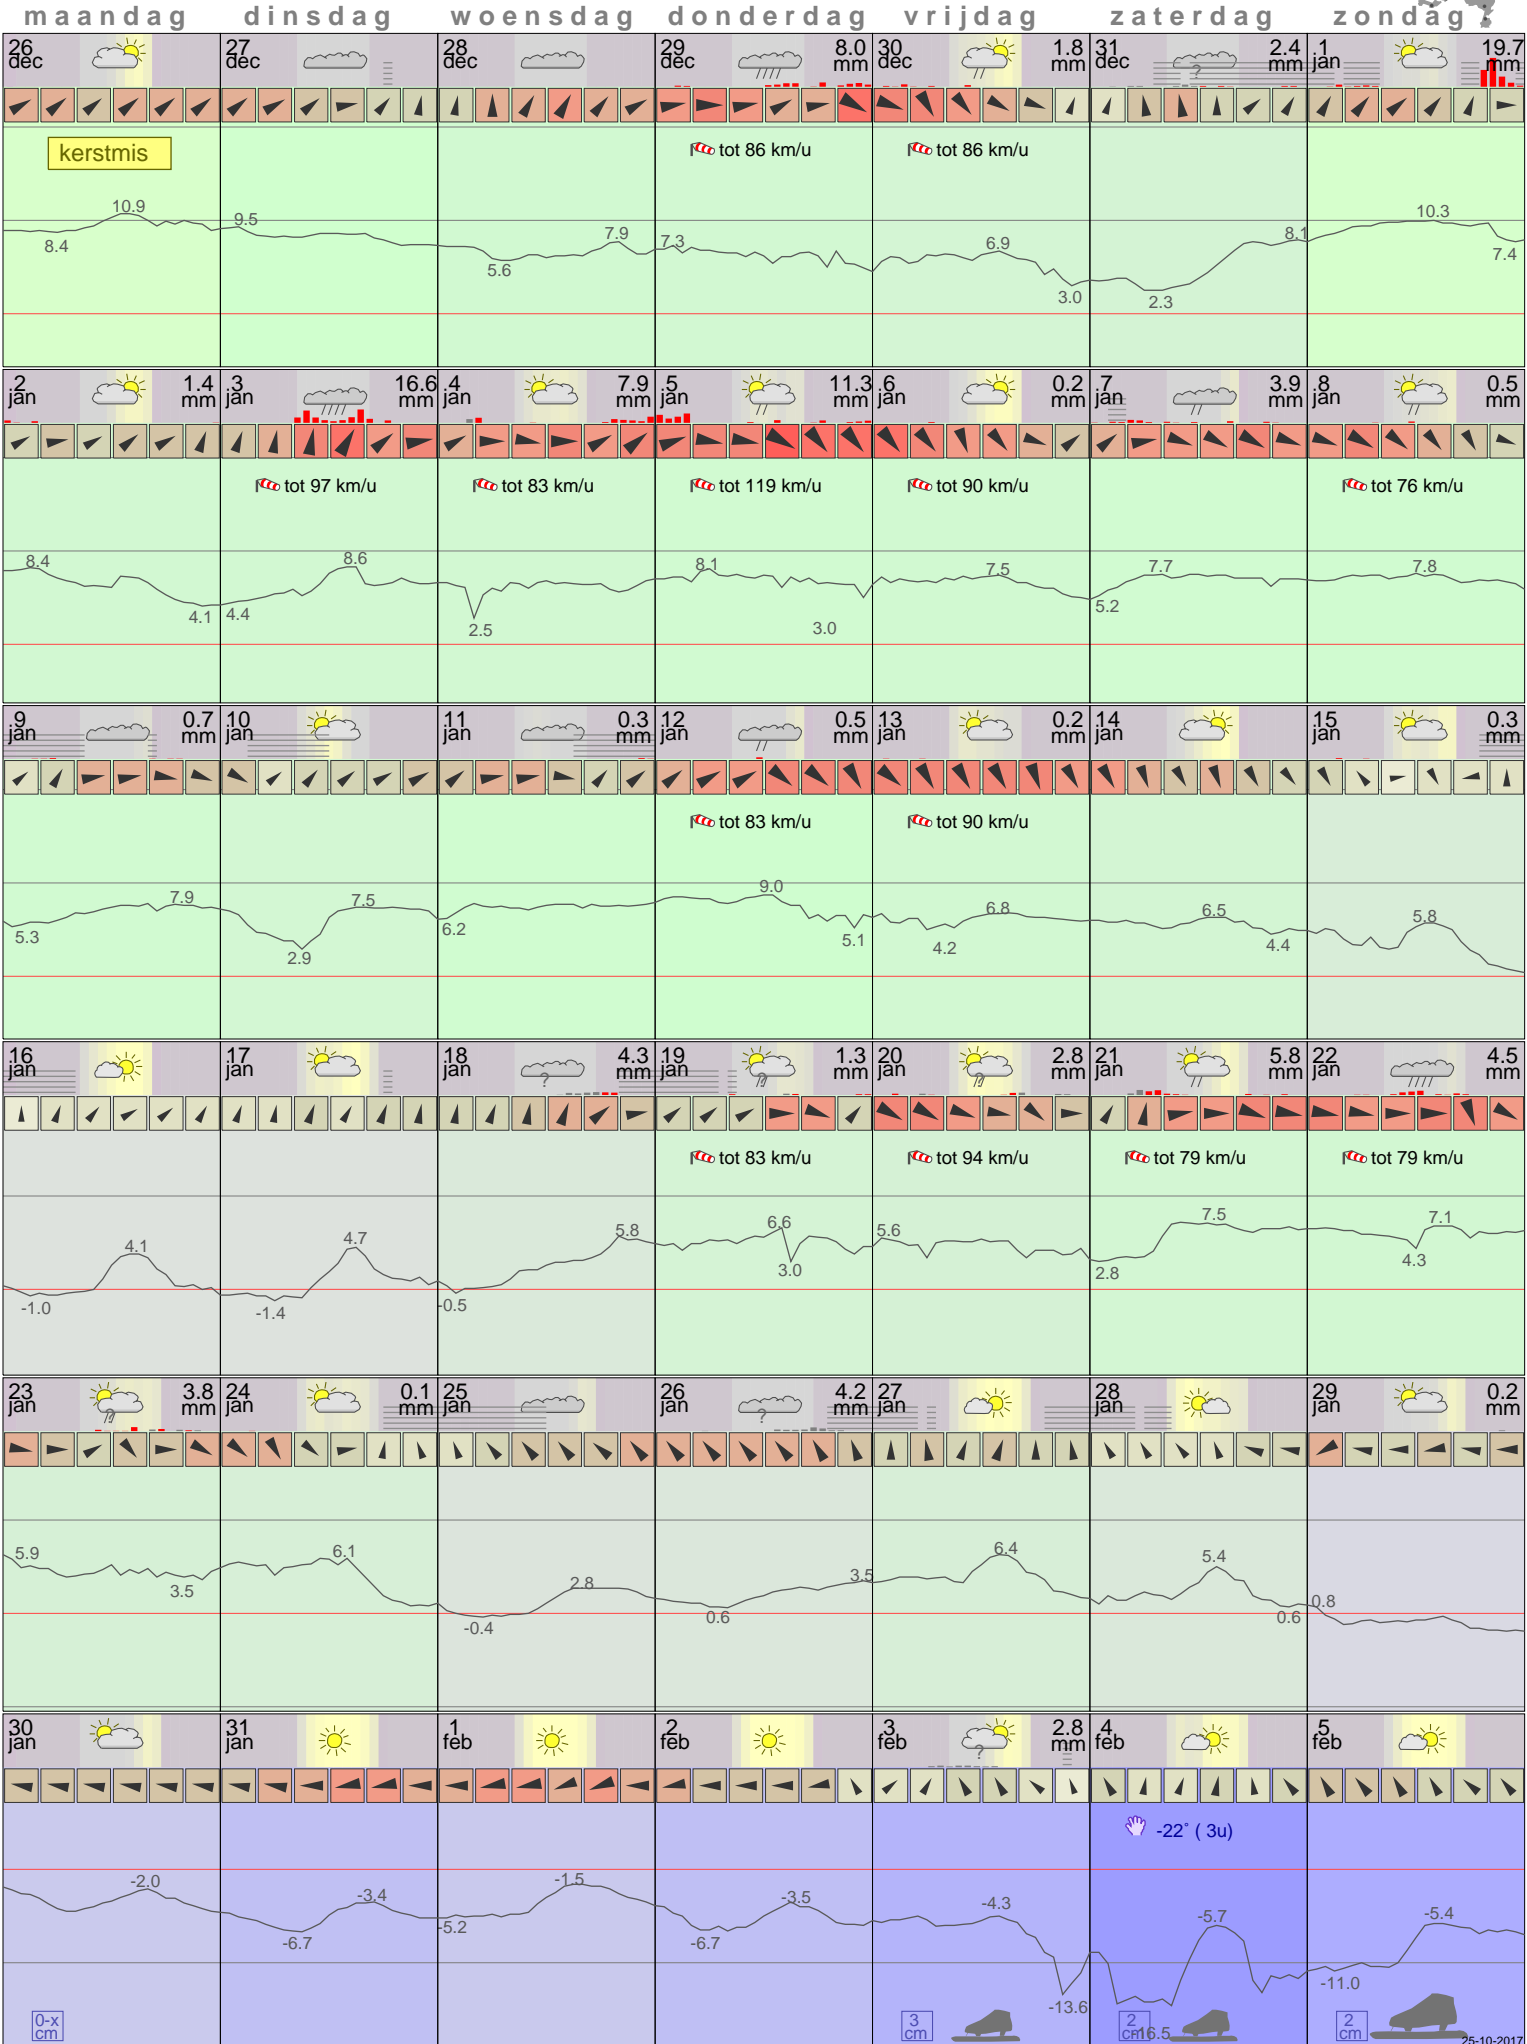 maandag dinsdag woensdag donderdag vrijdag zaterdag zondag
26 dec
27 dec
28 dec
29 dec 8.0 mm
30 dec 1.8 mm
31 dec ? 2.4 mm
.1 jan 19.7 mm
kerstmis
tot 86 km/u
tot 86 km/u
8.4 10.9
9.5
5.6 7.9
7.3
6.9 3.0
2.3 8.1
10.3 7.4
.2 jan 1.4 mm
.3 jan 16.6 mm
.4 jan 7.9 mm
.5 jan 11.3 mm
.6 jan 0.2 mm
.7 jan 3.9 mm
.8 jan 0.5 mm
tot 97 km/u
tot 83 km/u
tot 119 km/u
tot 90 km/u
tot 76 km/u
8.4 4.1
4.4 8.6
2.5
8.1 3.0
7.5
5.2 7.7
7.8
.9 jan 0.7 mm
10 jan
11 jan 0.3 mm
12 jan 0.5 mm
13 jan 0.2 mm
14 jan
15 jan 0.3 mm
tot 83 km/u
tot 90 km/u
5.3 7.9
2.9 7.5
6.2
9.0 5.1
4.2 6.8
6.5 4.4
5.8
16 jan
17 jan
18 jan ? 4.3 mm
19 jan ? 1.3 mm
20 jan ? 2.8 mm
21 jan 5.8 mm
22 jan 4.5 mm
tot 83 km/u
tot 94 km/u
tot 79 km/u
tot 79 km/u
-1.0 4.1
-1.4 4.7
-0.5 5.8
6.6 3.0
5.6
2.8 7.5
4.3 7.1
23 jan ? 3.8 mm
24 jan 0.1 mm
25 jan
26 jan ? 4.2 mm
27 jan
28 jan
29 jan 0.2 mm
5.9 3.5
6.1
-0.4 2.8
0.6 3.5
6.4
5.4 0.6
0.8
30 jan
31 jan
.1 feb
.2 feb
.3 feb ? 2.8 mm
.4 feb
.5 feb
-22° ( 3u)
-2.0
-6.7 -3.4
-5.2 -1.5
-6.7 -3.5
-4.3 -13.6
-16.5 -5.7
-11.0 -5.4
0-x cm
3 cm
2 cm
2 cm
25-10-2017